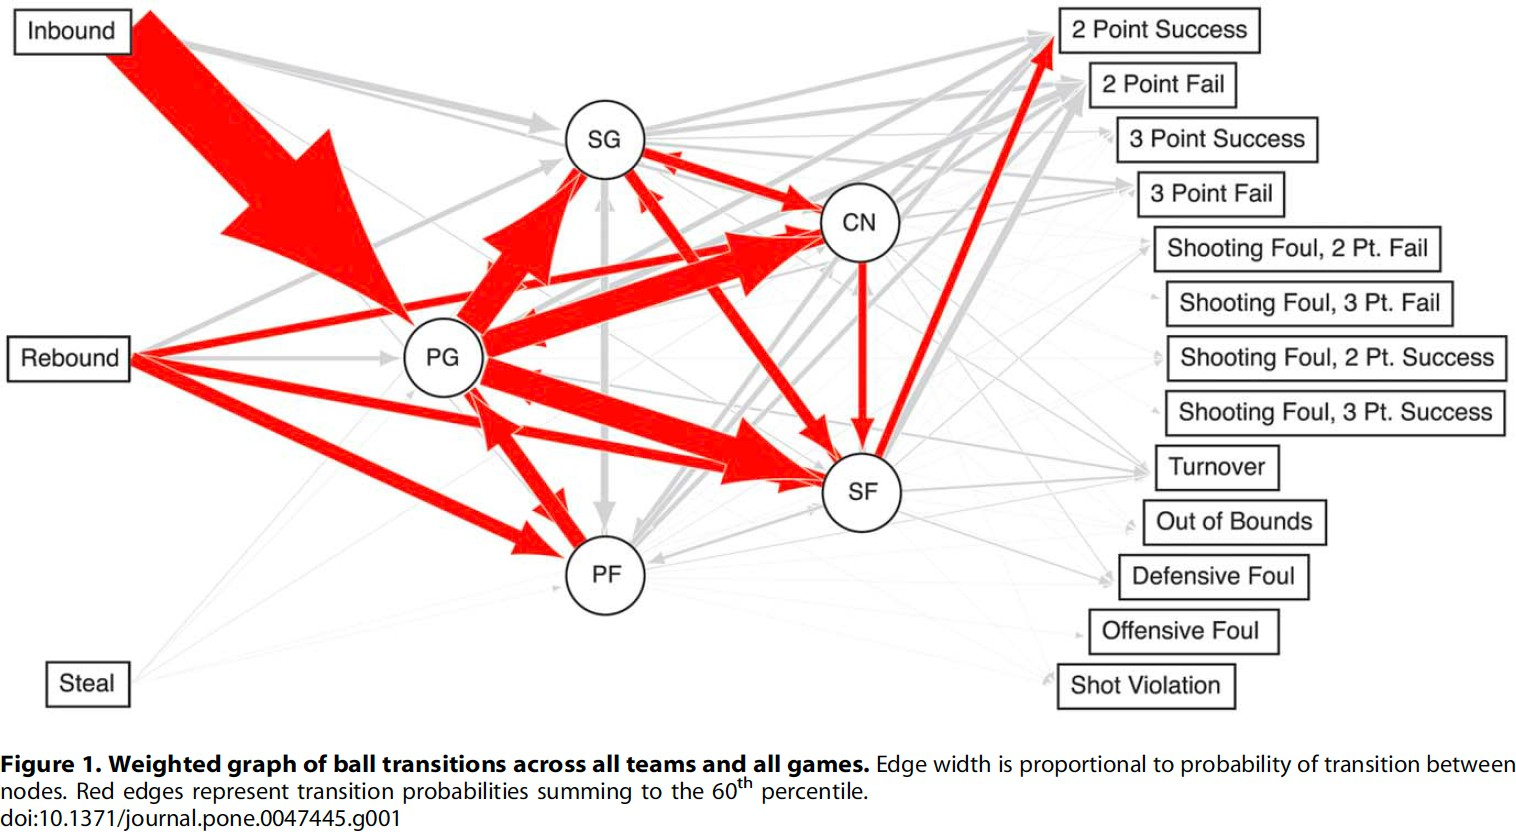 Inbound
2 Point Success
2 Point Fail
SG
3 Point Success
3 Point Fail
CN
Shooting Foul, 2 Pt. Fail
Shooting Foul, 3 Pt. Fail
Rebound
PG
Shooting Foul, 2 Pt. Success
Shooting Foul, 3 Pt. Success
Turnover
SF
Out of Bounds
PF
Defensive Foul
Offensive Foul
Steal
Shot Violation
Figure 1. Weighted graph of ball transitions across all teams and all games. Edge width is proportional to probability of transition between
nodes. Red edges represent transition probabilities summing to the 60th percentile.
doi:10.1371/journal.pone.0047445.g001